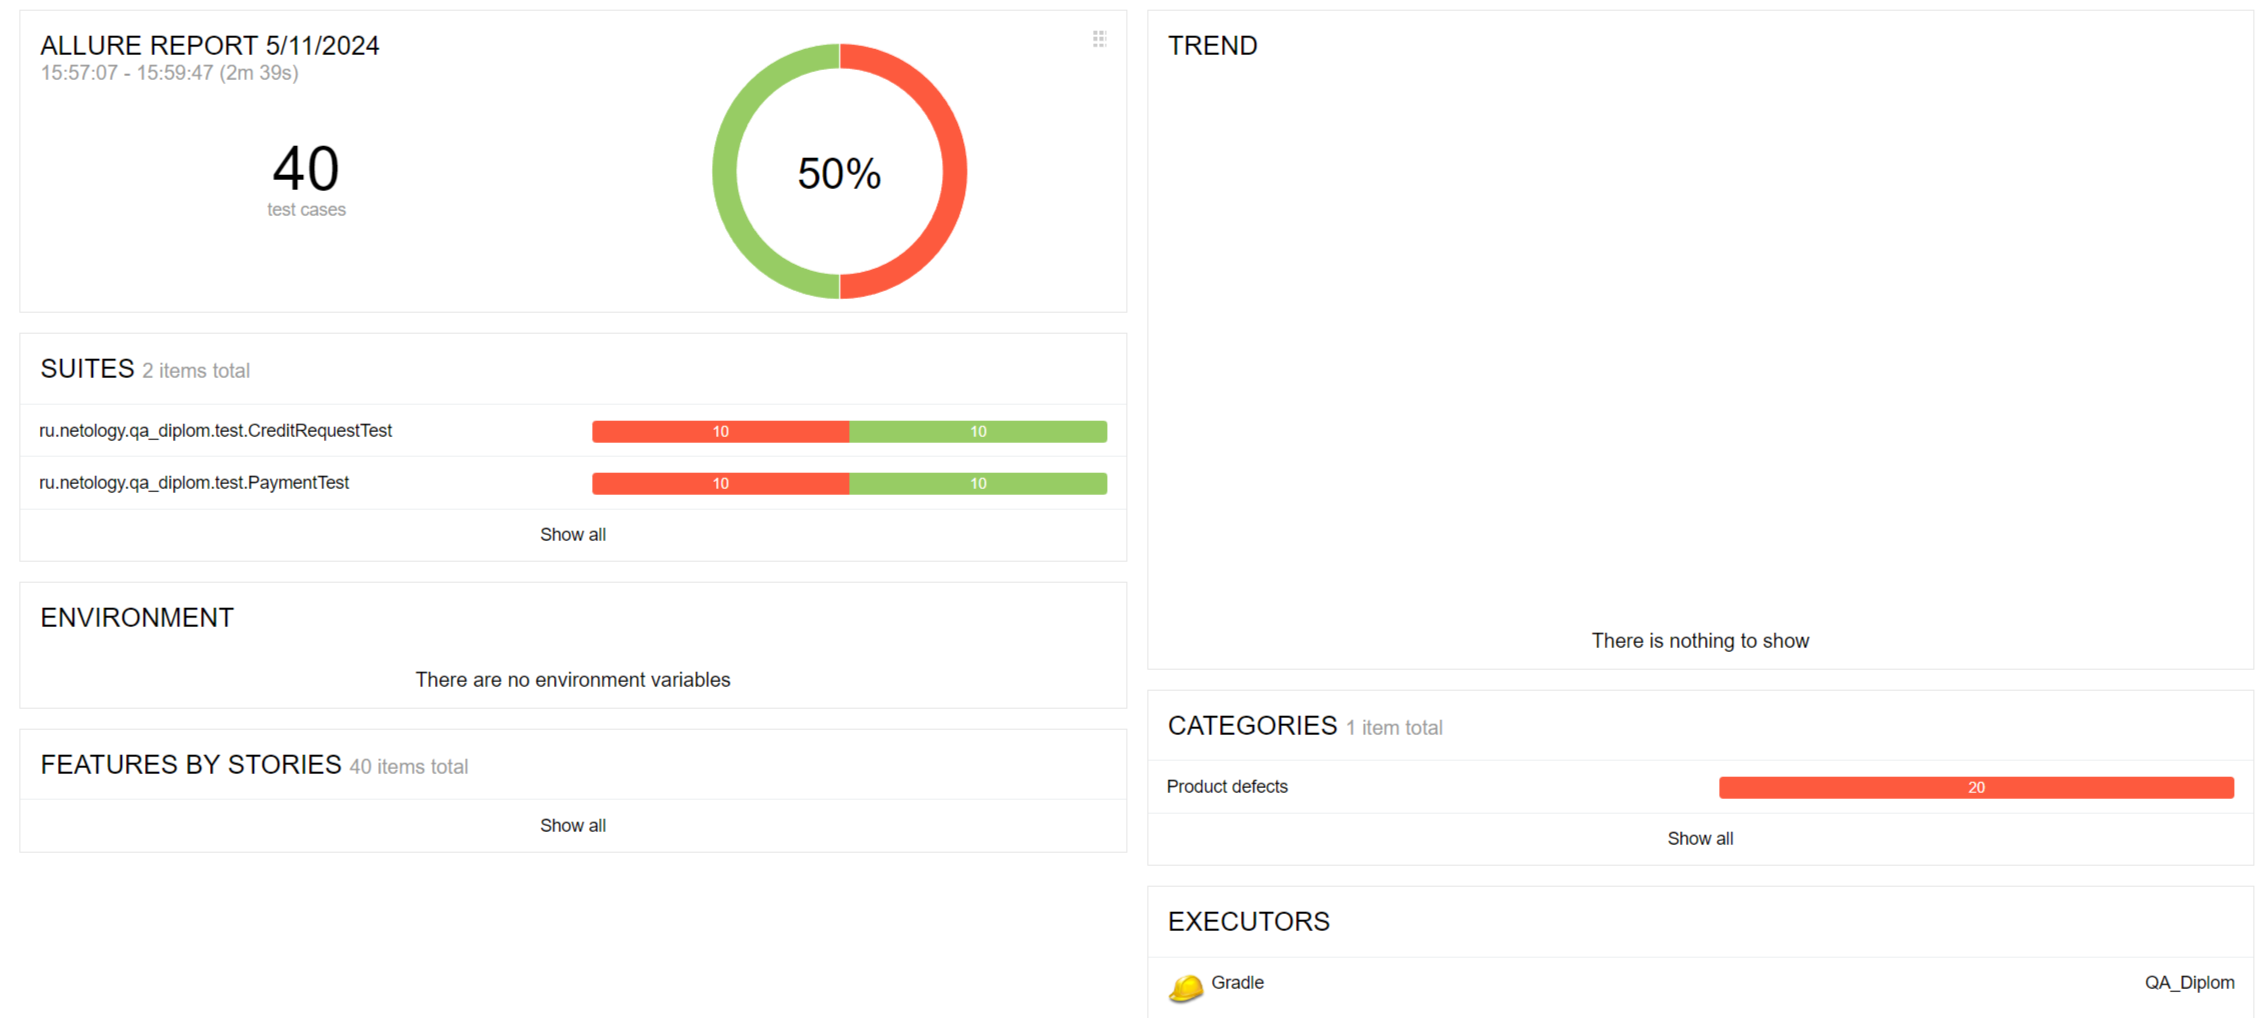 ALLURE REPORT 5/11/2024
15:57:07 - 15:59:47 (2m 39s)
40
test cases
50%
SUITES 2 items total
ru.netology.qa_diplom.test.CreditRequestTest 10 10
ru.netology.qa_diplom.test.PaymentTest 10 10
Show all
ENVIRONMENT
There are no environment variables
FEATURES BY STORIES 40 items total
Show all
TREND
There is nothing to show
CATEGORIES 1 item total
Product defects 20
Show all
EXECUTORS
Gradle QA_Diplom